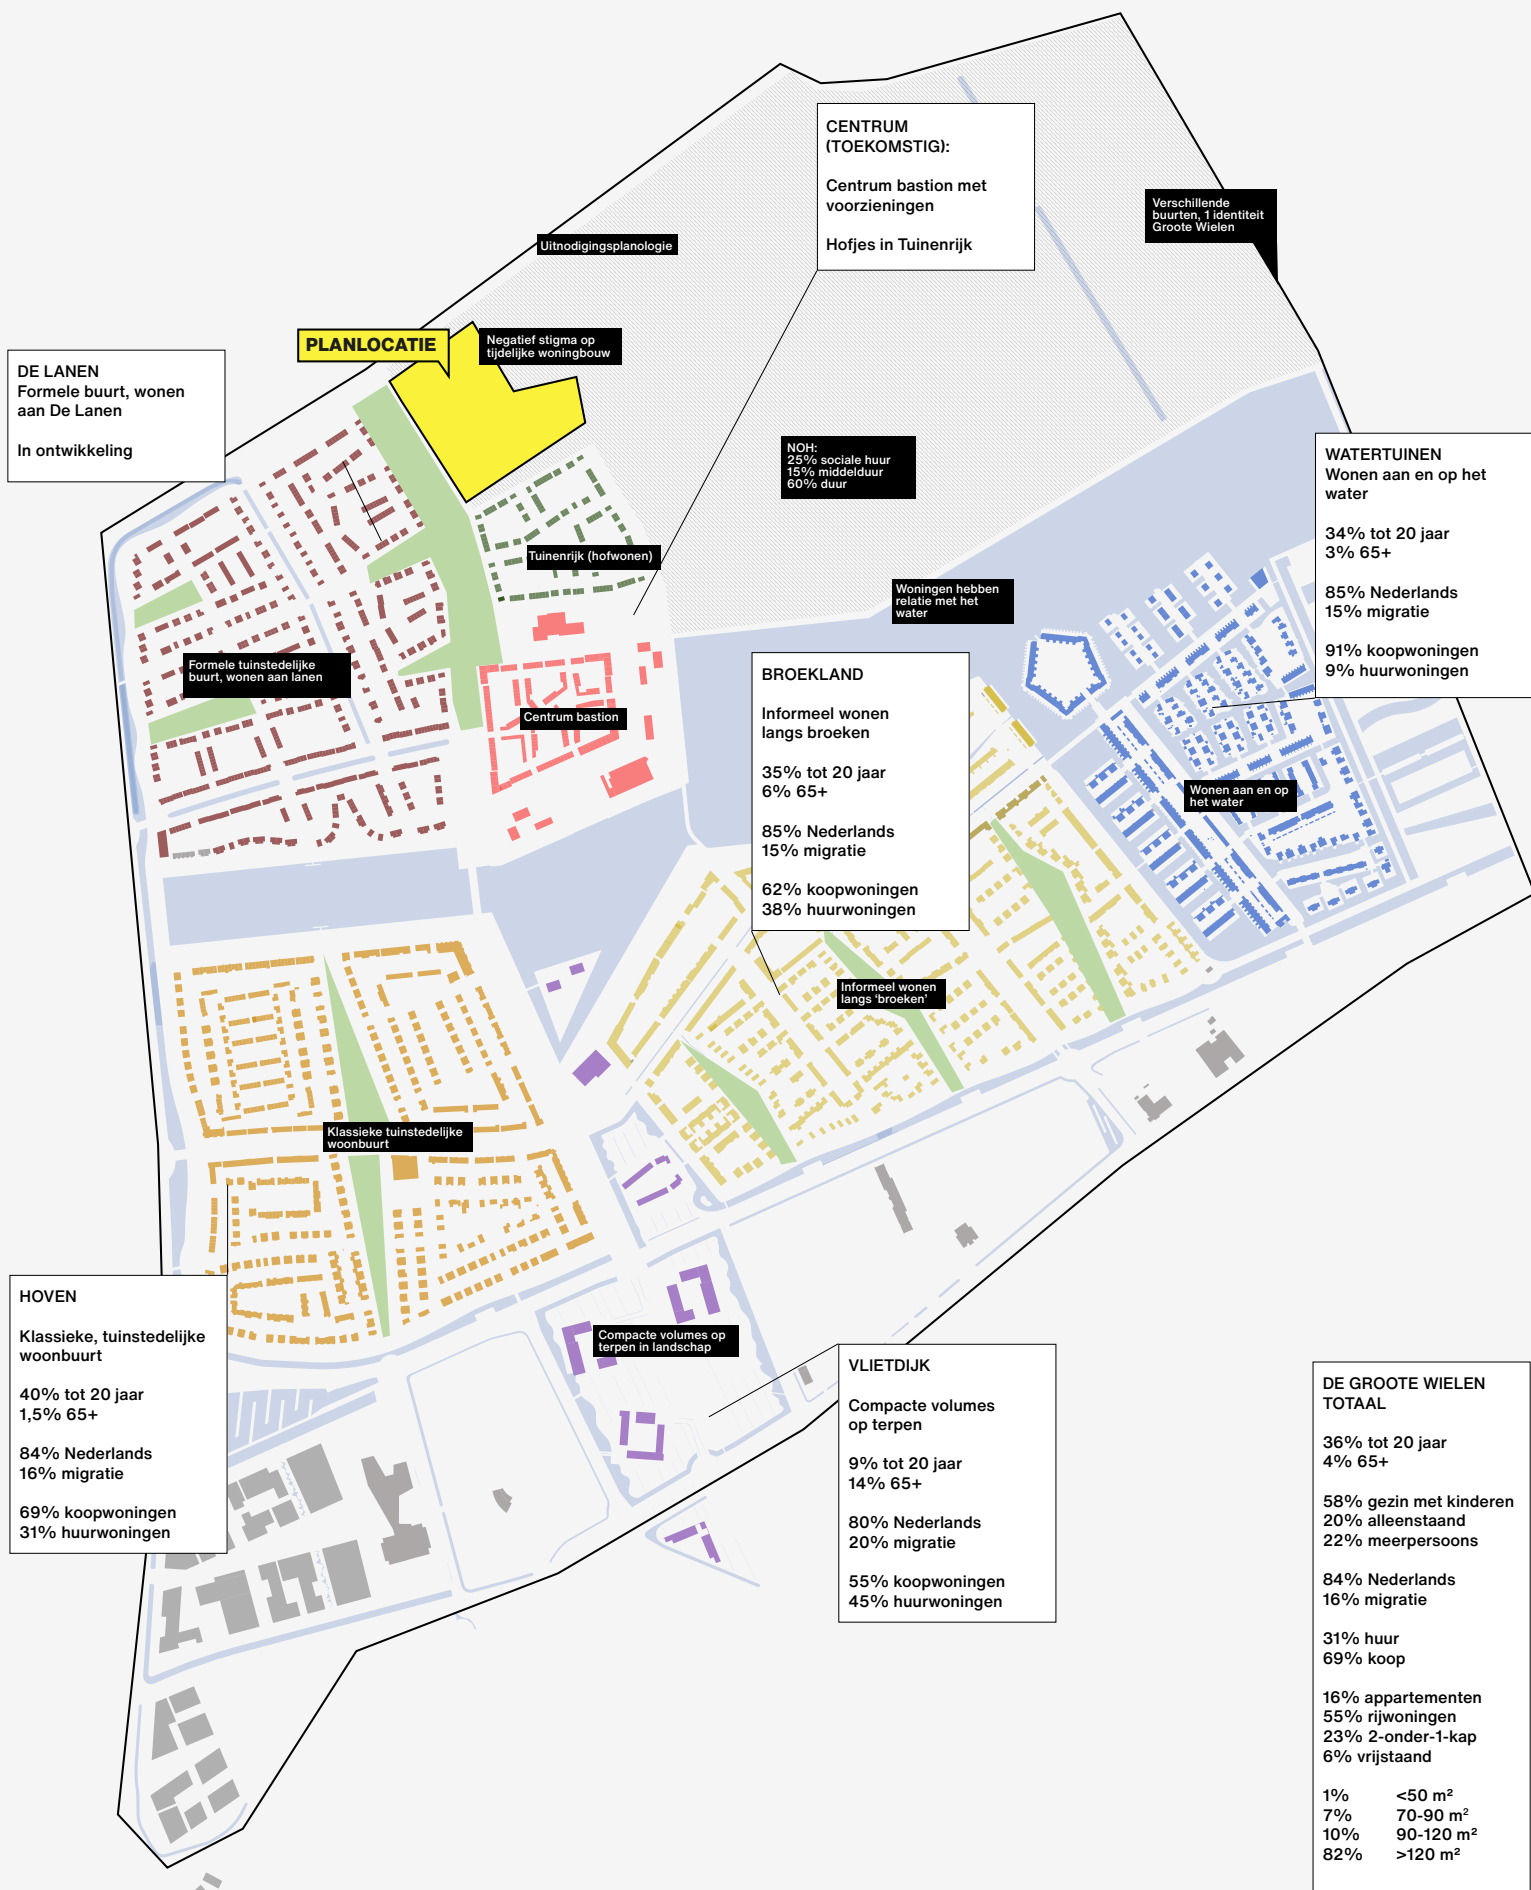 CENTRUM
(TOEKOMSTIG):
Centrum bastion met
voorzieningen
Hofjes in Tuinenrijk
Verschillende
buurten, 1 identiteit
Groote Wielen
Uitnodigingsplanologie
PLANLOCATIE
Negatief stigma op
tijdelijke woningbouw
DE LANEN
Formele buurt, wonen
aan De Lanen
In ontwikkeling
NOH:
25% sociale huur
15% middelduur
60% duur
WATERTUINEN
Wonen aan en op het
water
34% tot 20 jaar
3% 65+
85% Nederlands
15% migratie
91% koopwoningen
9% huurwoningen
Tuinenrijk (hofwonen)
Woningen hebben
relatie met het
water
Formele tuinstedelijke
buurt, wonen aan lanen
Centrum bastion
BROEKLAND
Informeel wonen
langs broeken
35% tot 20 jaar
6% 65+
85% Nederlands
15% migratie
62% koopwoningen
38% huurwoningen
Wonen aan en op
het water
Informeel wonen
langs ‘broeken’
Klassieke tuinstedelijke
woonbuurt
HOVEN
Klassieke, tuinstedelijke
woonbuurt
40% tot 20 jaar
1,5% 65+
84% Nederlands
16% migratie
69% koopwoningen
31% huurwoningen
Compacte volumes op
terpen in landschap
VLIETDIJK
Compacte volumes
op terpen
9% tot 20 jaar
14% 65+
80% Nederlands
20% migratie
55% koopwoningen
45% huurwoningen
DE GROOTE WIELEN
TOTAAL
36% tot 20 jaar
4% 65+
58% gezin met kinderen
20% alleenstaand
22% meerpersoons
84% Nederlands
16% migratie
31% huur
69% koop
16% appartementen
55% rijwoningen
23% 2-onder-1-kap
6% vrijstaand
1% <50 m²
7% 70-90 m²
10% 90-120 m²
82% >120 m²